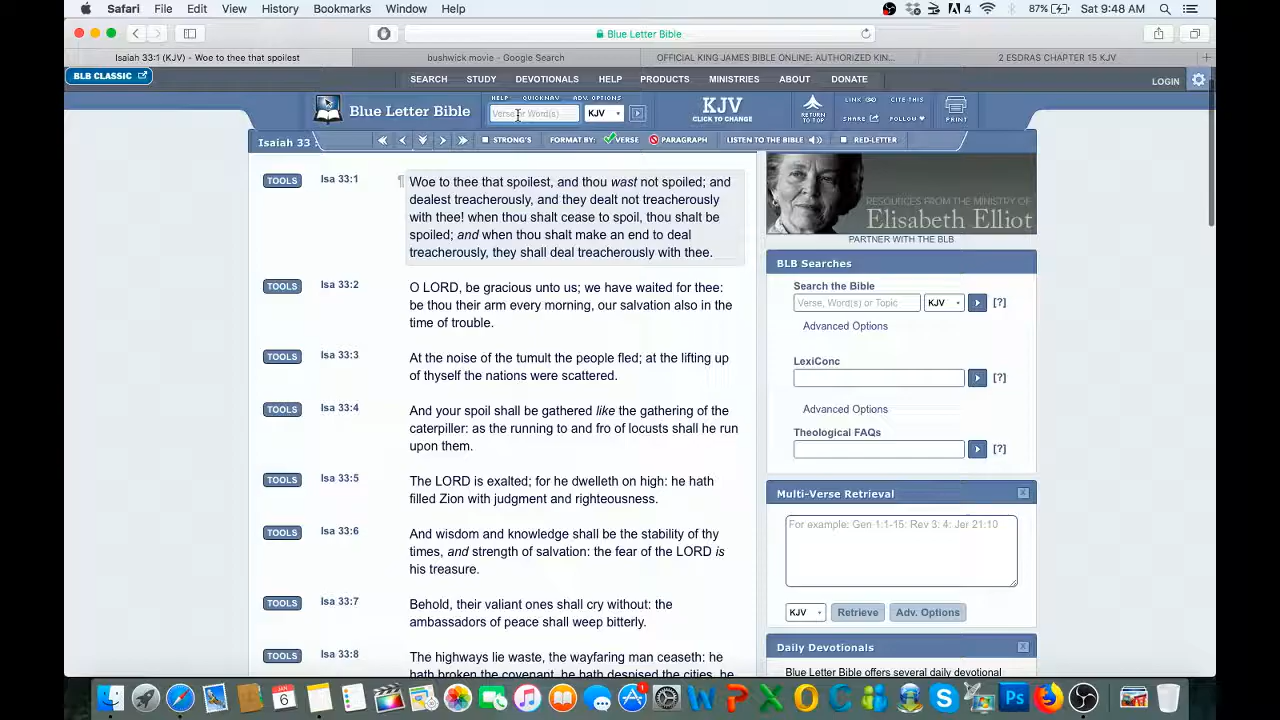 Safari File Edit View History Bookmarks Window Help 4 87% Sat 9:48 AM
Blue Letter Bible
Isaiah 33:1 (KJV) - Woe to thee that spoilest
bushwick movie - Google Search
OFFICIAL KING JAMES BIBLE ONLINE: AUTHORIZED KIN...
2 ESDRAS CHAPTER 15 KJV
BLB CLASSIC
SEARCH STUDY DEVOTIONALS HELP PRODUCTS MINISTRIES ABOUT DONATE
LOGIN
Blue Letter Bible
HELP QUICKNAV ADV. OPTIONS
Verse or Word(s) KJV
KJV
CLICK TO CHANGE
RETURN TO TOP
LINK CITE THIS
SHARE FOLLOW
PRINT
Isaiah 33 :
STRONG'S FORMAT BY: VERSE PARAGRAPH LISTEN TO THE BIBLE RED-LETTER
TOOLS Isa 33:1 ¶ Woe to thee that spoilest, and thou wast not spoiled; and
dealest treacherously, and they dealt not treacherously
with thee! when thou shalt cease to spoil, thou shalt be
spoiled; and when thou shalt make an end to deal
treacherously, they shall deal treacherously with thee.
TOOLS Isa 33:2 O LORD, be gracious unto us; we have waited for thee:
be thou their arm every morning, our salvation also in the
time of trouble.
TOOLS Isa 33:3 At the noise of the tumult the people fled; at the lifting up
of thyself the nations were scattered.
TOOLS Isa 33:4 And your spoil shall be gathered like the gathering of the
caterpiller: as the running to and fro of locusts shall he run
upon them.
TOOLS Isa 33:5 The LORD is exalted; for he dwelleth on high: he hath
filled Zion with judgment and righteousness.
TOOLS Isa 33:6 And wisdom and knowledge shall be the stability of thy
times, and strength of salvation: the fear of the LORD is
his treasure.
TOOLS Isa 33:7 Behold, their valiant ones shall cry without: the
ambassadors of peace shall weep bitterly.
TOOLS Isa 33:8 The highways lie waste, the wayfaring man ceaseth: he
hath broken the covenant, he hath despised the cities, he
RESOURCES FROM THE MINISTRY OF
Elisabeth Elliot
PARTNER WITH THE BLB
BLB Searches
Search the Bible
Verse, Word(s) or Topic KJV [?]
Advanced Options
LexiConc
[?]
Advanced Options
Theological FAQs
[?]
Multi-Verse Retrieval
For example: Gen 1:1-15; Rev 3: 4; Jer 21:10
KJV Retrieve Adv. Options
Daily Devotionals
Blue Letter Bible offers several daily devotional